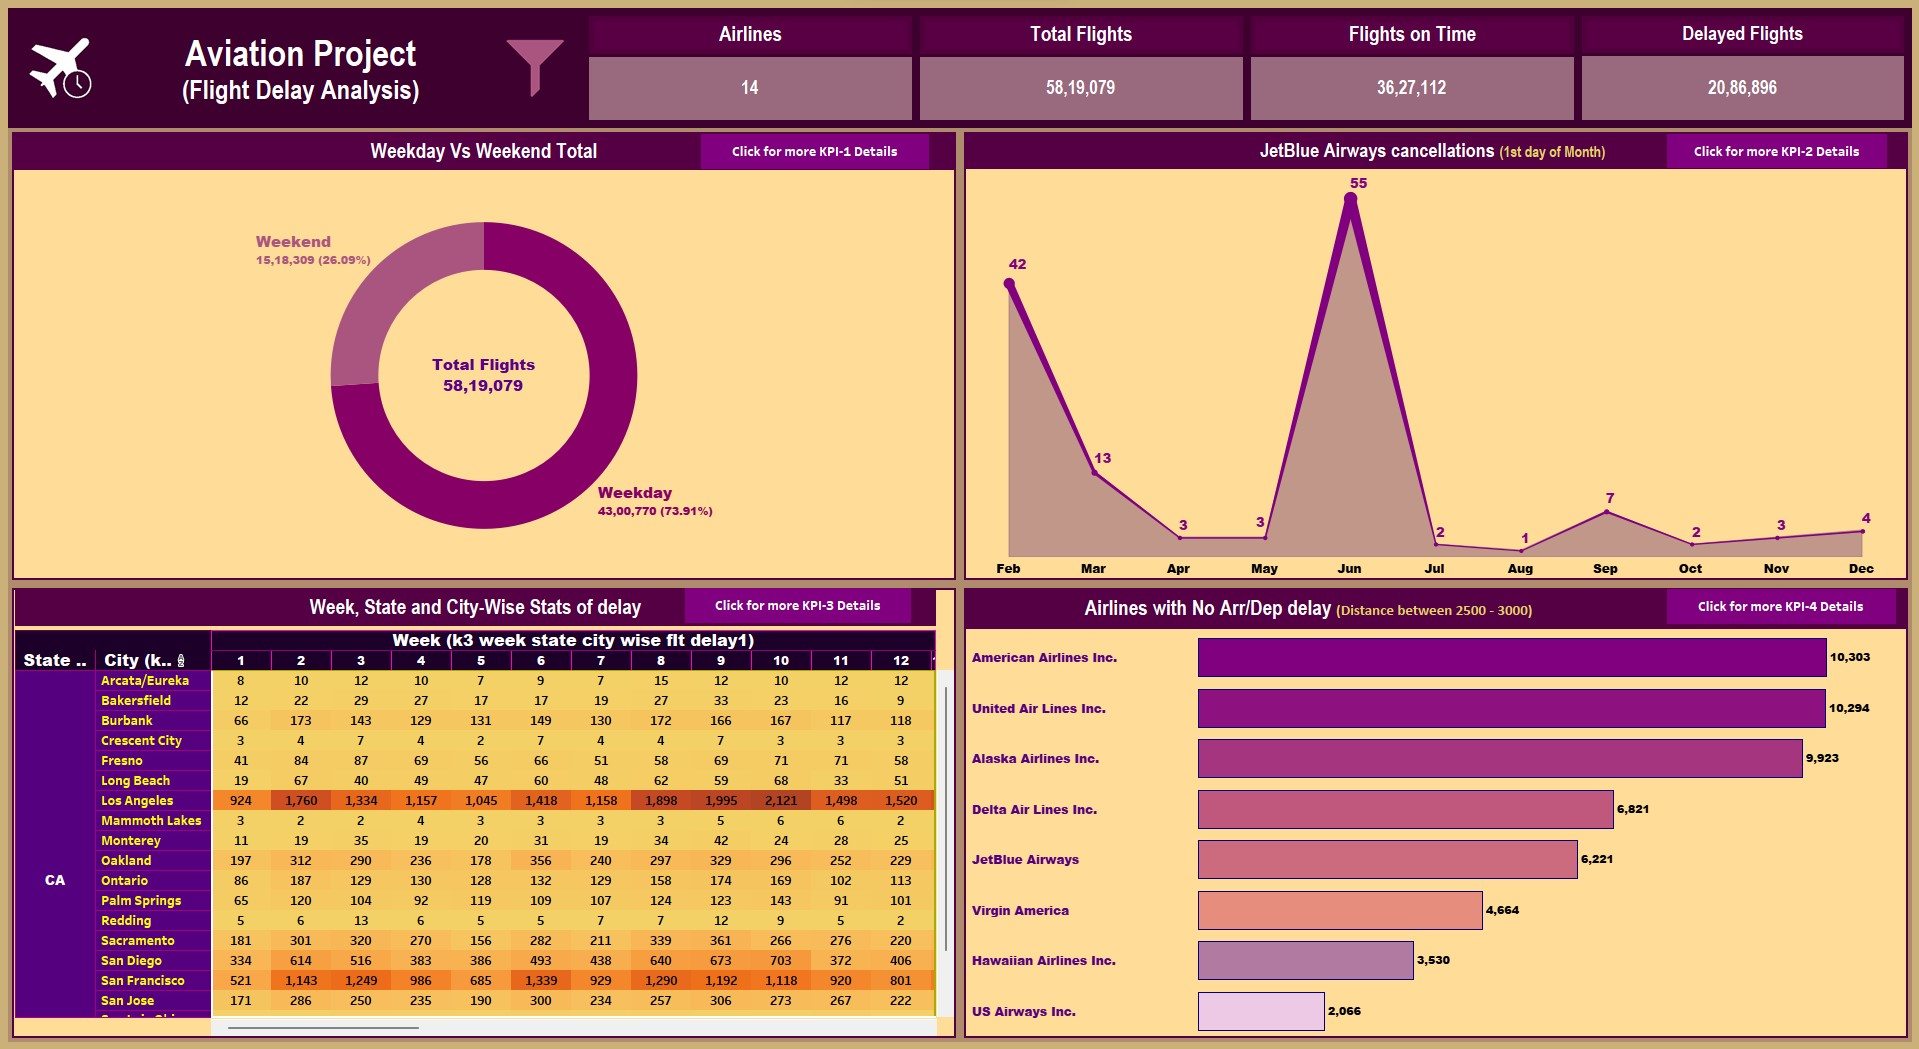 Aviation Project
(Flight Delay Analysis)
Airlines
14
Total Flights
58,19,079
Flights on Time
36,27,112
Delayed Flights
20,86,896
Weekday Vs Weekend Total
Click for more KPI-1 Details
Weekend
15,18,309 (26.09%)
Total Flights
58,19,079
Weekday
43,00,770 (73.91%)
JetBlue Airways cancellations (1st day of Month)
Click for more KPI-2 Details
42
13
3
3
55
2
1
7
2
3
4
Feb Mar Apr May Jun Jul Aug Sep Oct Nov Dec
Week, State and City-Wise Stats of delay
Click for more KPI-3 Details
Week (k3 week state city wise flt delay1)
State .. City (k.. 1 2 3 4 5 6 7 8 9 10 11 12
Arcata/Eureka 8 10 12 10 7 9 7 15 12 10 12 12
Bakersfield 12 22 29 27 17 17 19 27 33 23 16 9
Burbank 66 173 143 129 131 149 130 172 166 167 117 118
Crescent City 3 4 7 4 2 7 4 4 7 3 3 3
Fresno 41 84 87 69 56 66 51 58 69 71 71 58
Long Beach 19 67 40 49 47 60 48 62 59 68 33 51
Los Angeles 924 1,760 1,334 1,157 1,045 1,418 1,158 1,898 1,995 2,121 1,498 1,520
Mammoth Lakes 3 2 2 4 3 3 3 3 5 6 6 2
Monterey 11 19 35 19 20 31 19 34 42 24 28 25
Oakland 197 312 290 236 178 356 240 297 329 296 252 229
CA Ontario 86 187 129 130 128 132 129 158 174 169 102 113
Palm Springs 65 120 104 92 119 109 107 124 123 143 91 101
Redding 5 6 13 6 5 5 7 7 12 9 5 2
Sacramento 181 301 320 270 156 282 211 339 361 266 276 220
San Diego 334 614 516 383 386 493 438 640 673 703 372 406
San Francisco 521 1,143 1,249 986 685 1,339 929 1,290 1,192 1,118 920 801
San Jose 171 286 250 235 190 300 234 257 306 273 267 222
Airlines with No Arr/Dep delay (Distance between 2500 - 3000)
Click for more KPI-4 Details
American Airlines Inc. 10,303
United Air Lines Inc. 10,294
Alaska Airlines Inc. 9,923
Delta Air Lines Inc. 6,821
JetBlue Airways 6,221
Virgin America 4,664
Hawaiian Airlines Inc. 3,530
US Airways Inc. 2,066